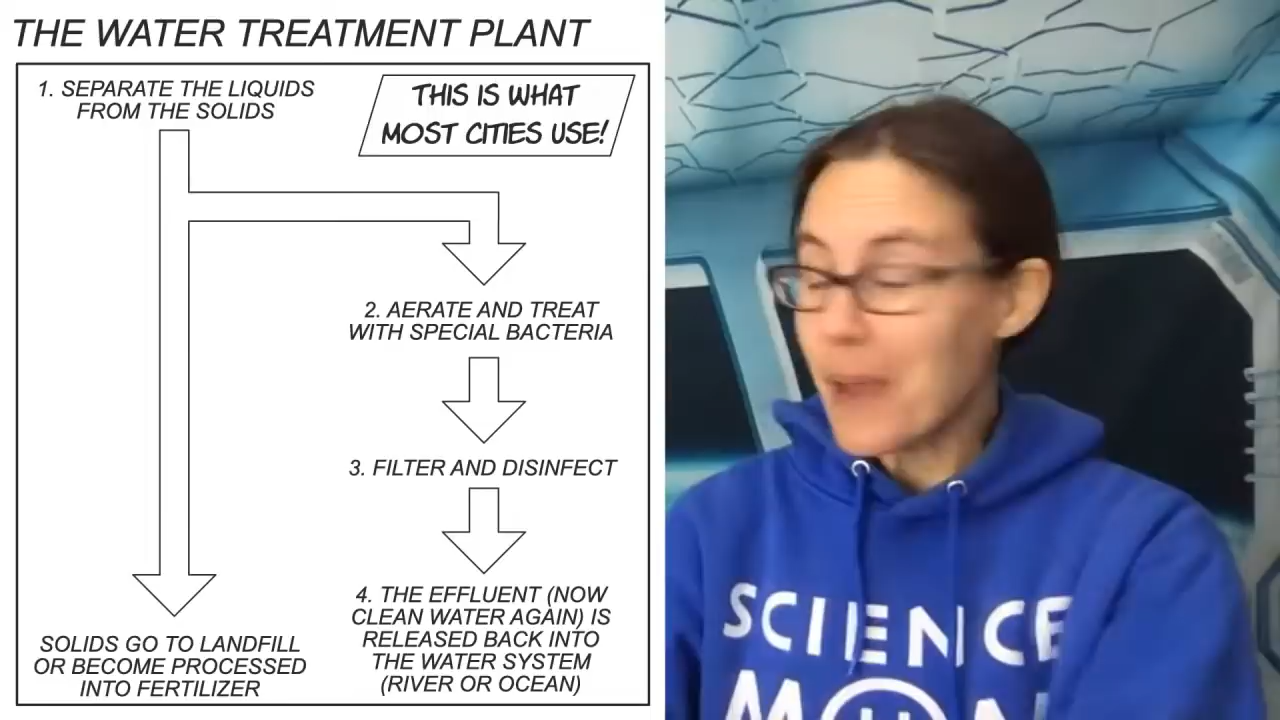 THE WATER TREATMENT PLANT
1. SEPARATE THE LIQUIDS
FROM THE SOLIDS
THIS IS WHAT
MOST CITIES USE!
2. AERATE AND TREAT
WITH SPECIAL BACTERIA
3. FILTER AND DISINFECT
4. THE EFFLUENT (NOW
CLEAN WATER AGAIN) IS
RELEASED BACK INTO
THE WATER SYSTEM
(RIVER OR OCEAN)
SOLIDS GO TO LANDFILL
OR BECOME PROCESSED
INTO FERTILIZER
SCIENCE